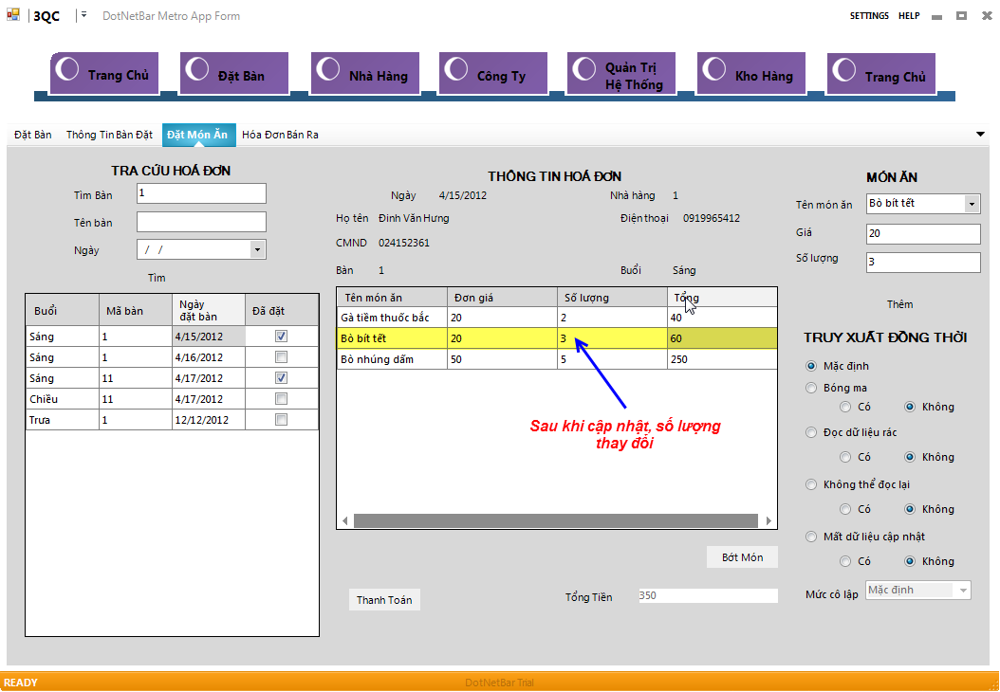 3QC
DotNetBar Metro App Form
SETTINGS HELP
Trang Chủ
Đặt Bàn
Nhà Hàng
Công Ty
Quản Trị
Hệ Thống
Kho Hàng
Trang Chủ
Đặt Bàn Thông Tin Bàn Đặt Đặt Món Ăn Hóa Đơn Bán Ra
TRA CỨU HOÁ ĐƠN
Tìm Bàn 1
Tên bàn
Ngày / /
Tìm
Buổi Mã bàn Ngày đặt bàn Đã đặt
Sáng 1 4/15/2012
Sáng 1 4/16/2012
Sáng 11 4/17/2012
Chiều 11 4/17/2012
Trưa 1 12/12/2012
THÔNG TIN HOÁ ĐƠN
Ngày 4/15/2012 Nhà hàng 1
Họ tên Đinh Văn Hưng Điện thoại 0919965412
CMND 024152361
Bàn 1 Buổi Sáng
Tên món ăn Đơn giá Số lượng Tổng
Gà tiềm thuốc bắc 20 2 40
Bò bít tết 20 3 60
Bò nhúng dấm 50 5 250
Sau khi cập nhật, số lượng
thay đổi
Bớt Món
Thanh Toán
Tổng Tiền 350
MÓN ĂN
Tên món ăn Bò bít tết
Giá 20
Số lượng 3
Thêm
TRUY XUẤT ĐỒNG THỜI
Mặc định
Bóng ma
Có Không
Đọc dữ liệu rác
Có Không
Không thể đọc lại
Có Không
Mất dữ liệu cập nhật
Có Không
Mức cô lập Mặc định
READY
DotNetBar Trial